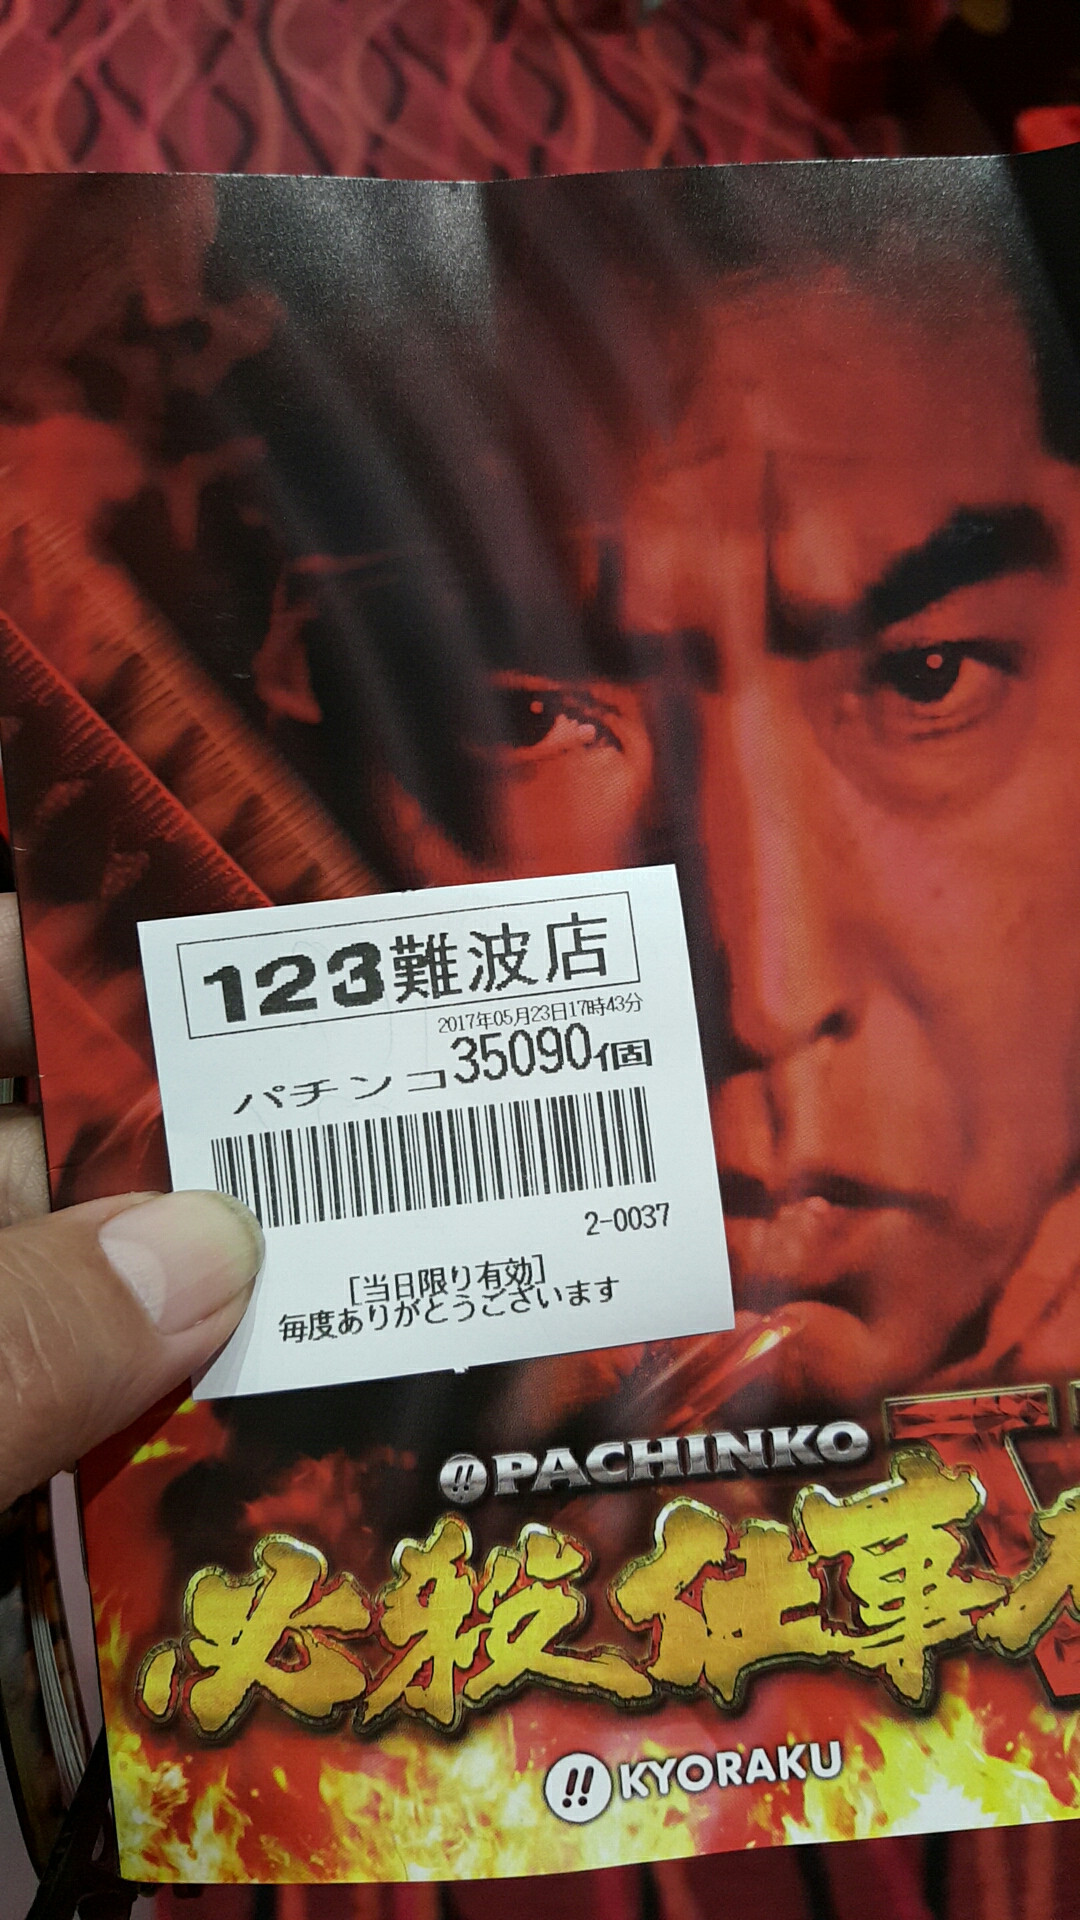 123難波店
2017年05月23日17時43分
パチンコ35090個
2-0037
[当日限り有効]
毎度ありがとうございます
PACHINKO
必殺仕事
KYORAKU